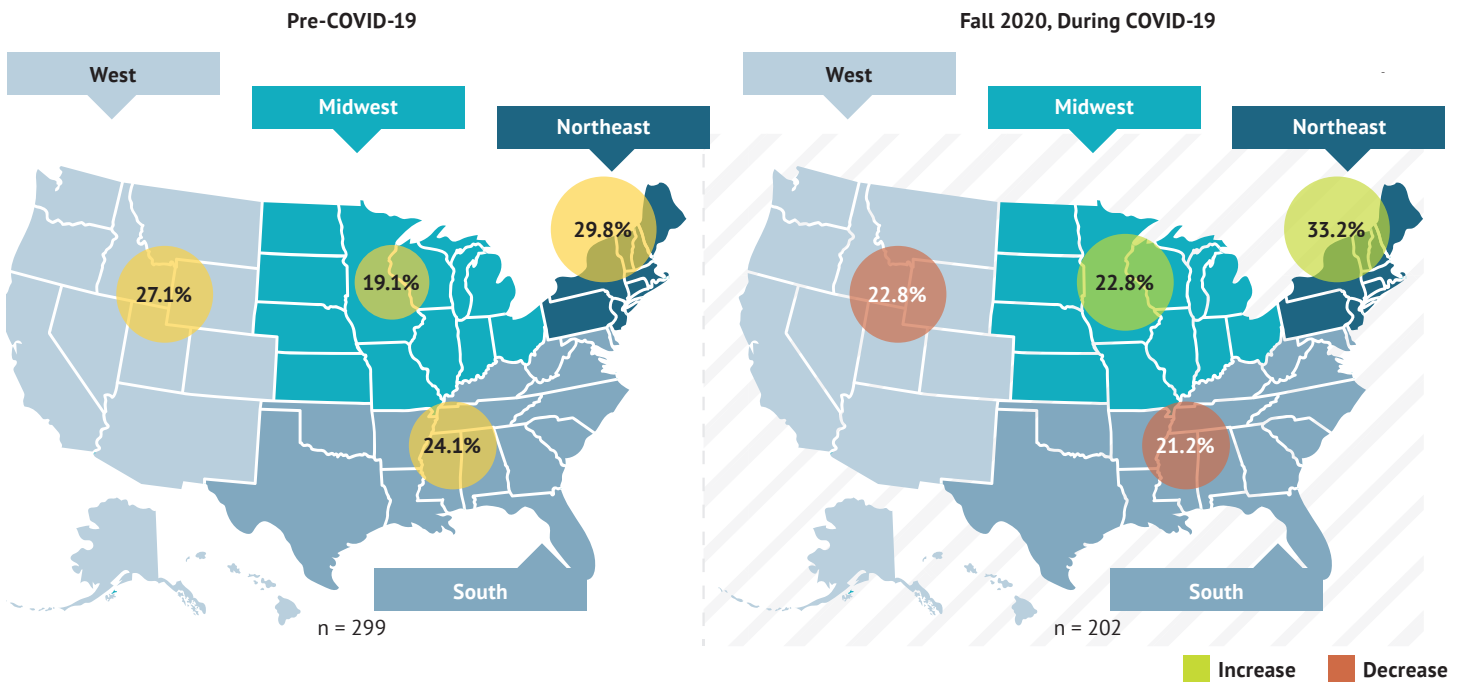 Pre-COVID-19
West
Midwest
Northeast
29.8%
27.1%
19.1%
24.1%
South
n = 299
Fall 2020, During COVID-19
West
Midwest
Northeast
33.2%
22.8%
22.8%
21.2%
South
n = 202
Increase
Decrease